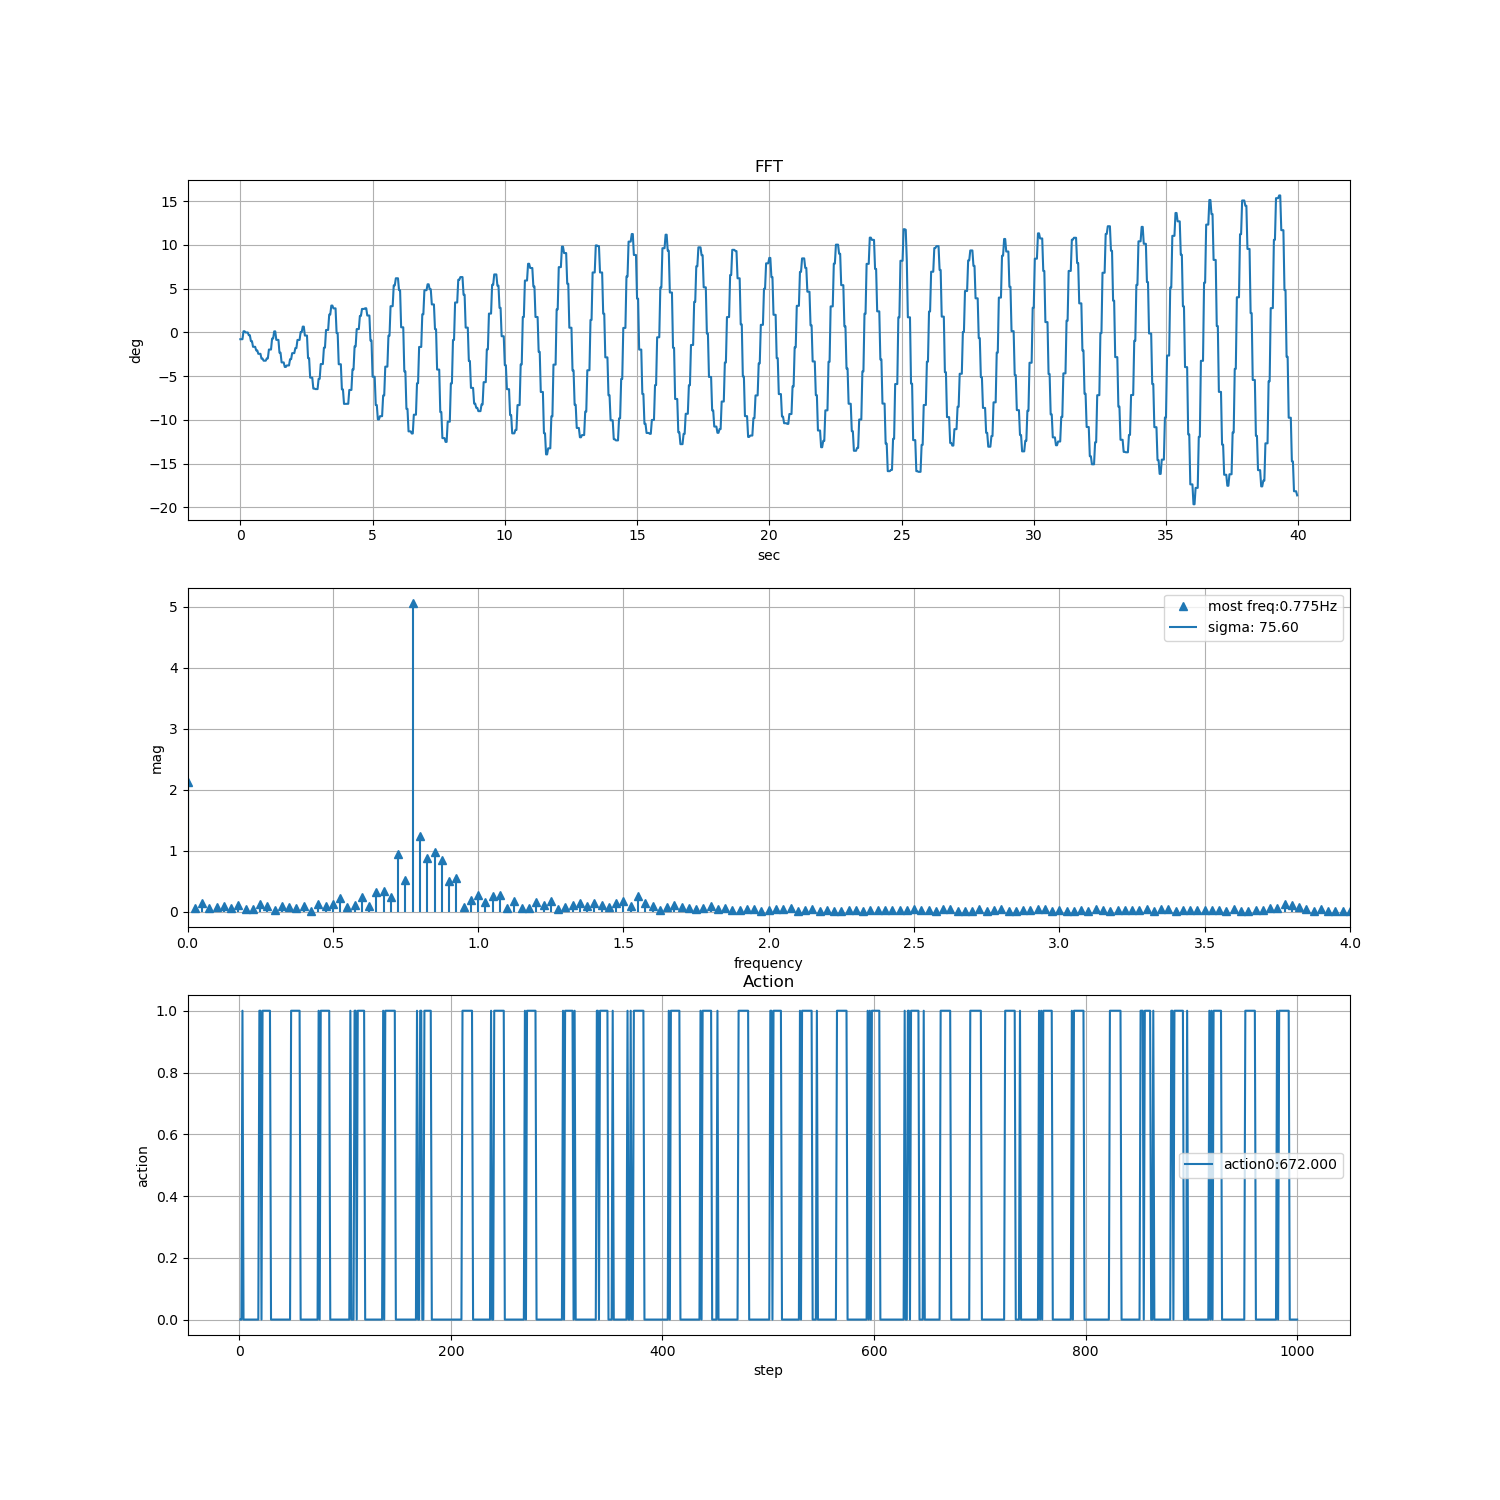 FFT
15
10
5
0
−5
−10
−15
−20
deg
0 5 10 15 20 25 30 35 40
sec
5
4
3
2
1
0
mag
most freq:0.775Hz
sigma: 75.60
0.0 0.5 1.0 1.5 2.0 2.5 3.0 3.5 4.0
frequency
Action
1.0
0.8
0.6
0.4
0.2
0.0
action
action0:672.000
0 200 400 600 800 1000
step